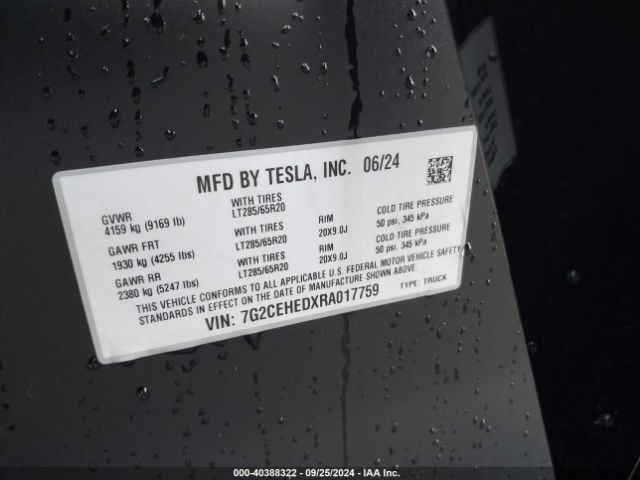 MFD BY TESLA, INC. 06/24
GVWR
4159 kg (9169 lb)
WITH TIRES
LT285/65R20
GAWR FRT
1930 kg (4255 lbs)
WITH TIRES
LT285/65R20
RIM
20X9.0J
COLD TIRE PRESSURE
50 psi, 345 kPa
GAWR RR
2380 kg (5247 lbs)
WITH TIRES
LT285/65R20
RIM
20X9.0J
COLD TIRE PRESSURE
50 psi, 345 kPa
THIS VEHICLE CONFORMS TO ALL APPLICABLE U.S. FEDERAL MOTOR VEHICLE SAFETY
STANDARDS IN EFFECT ON THE DATE OF MANUFACTURE SHOWN ABOVE.
VIN: 7G2CEHEDXRA017759 TYPE: TRUCK
000-40388322 / 09/25/2024 - IAA Inc.